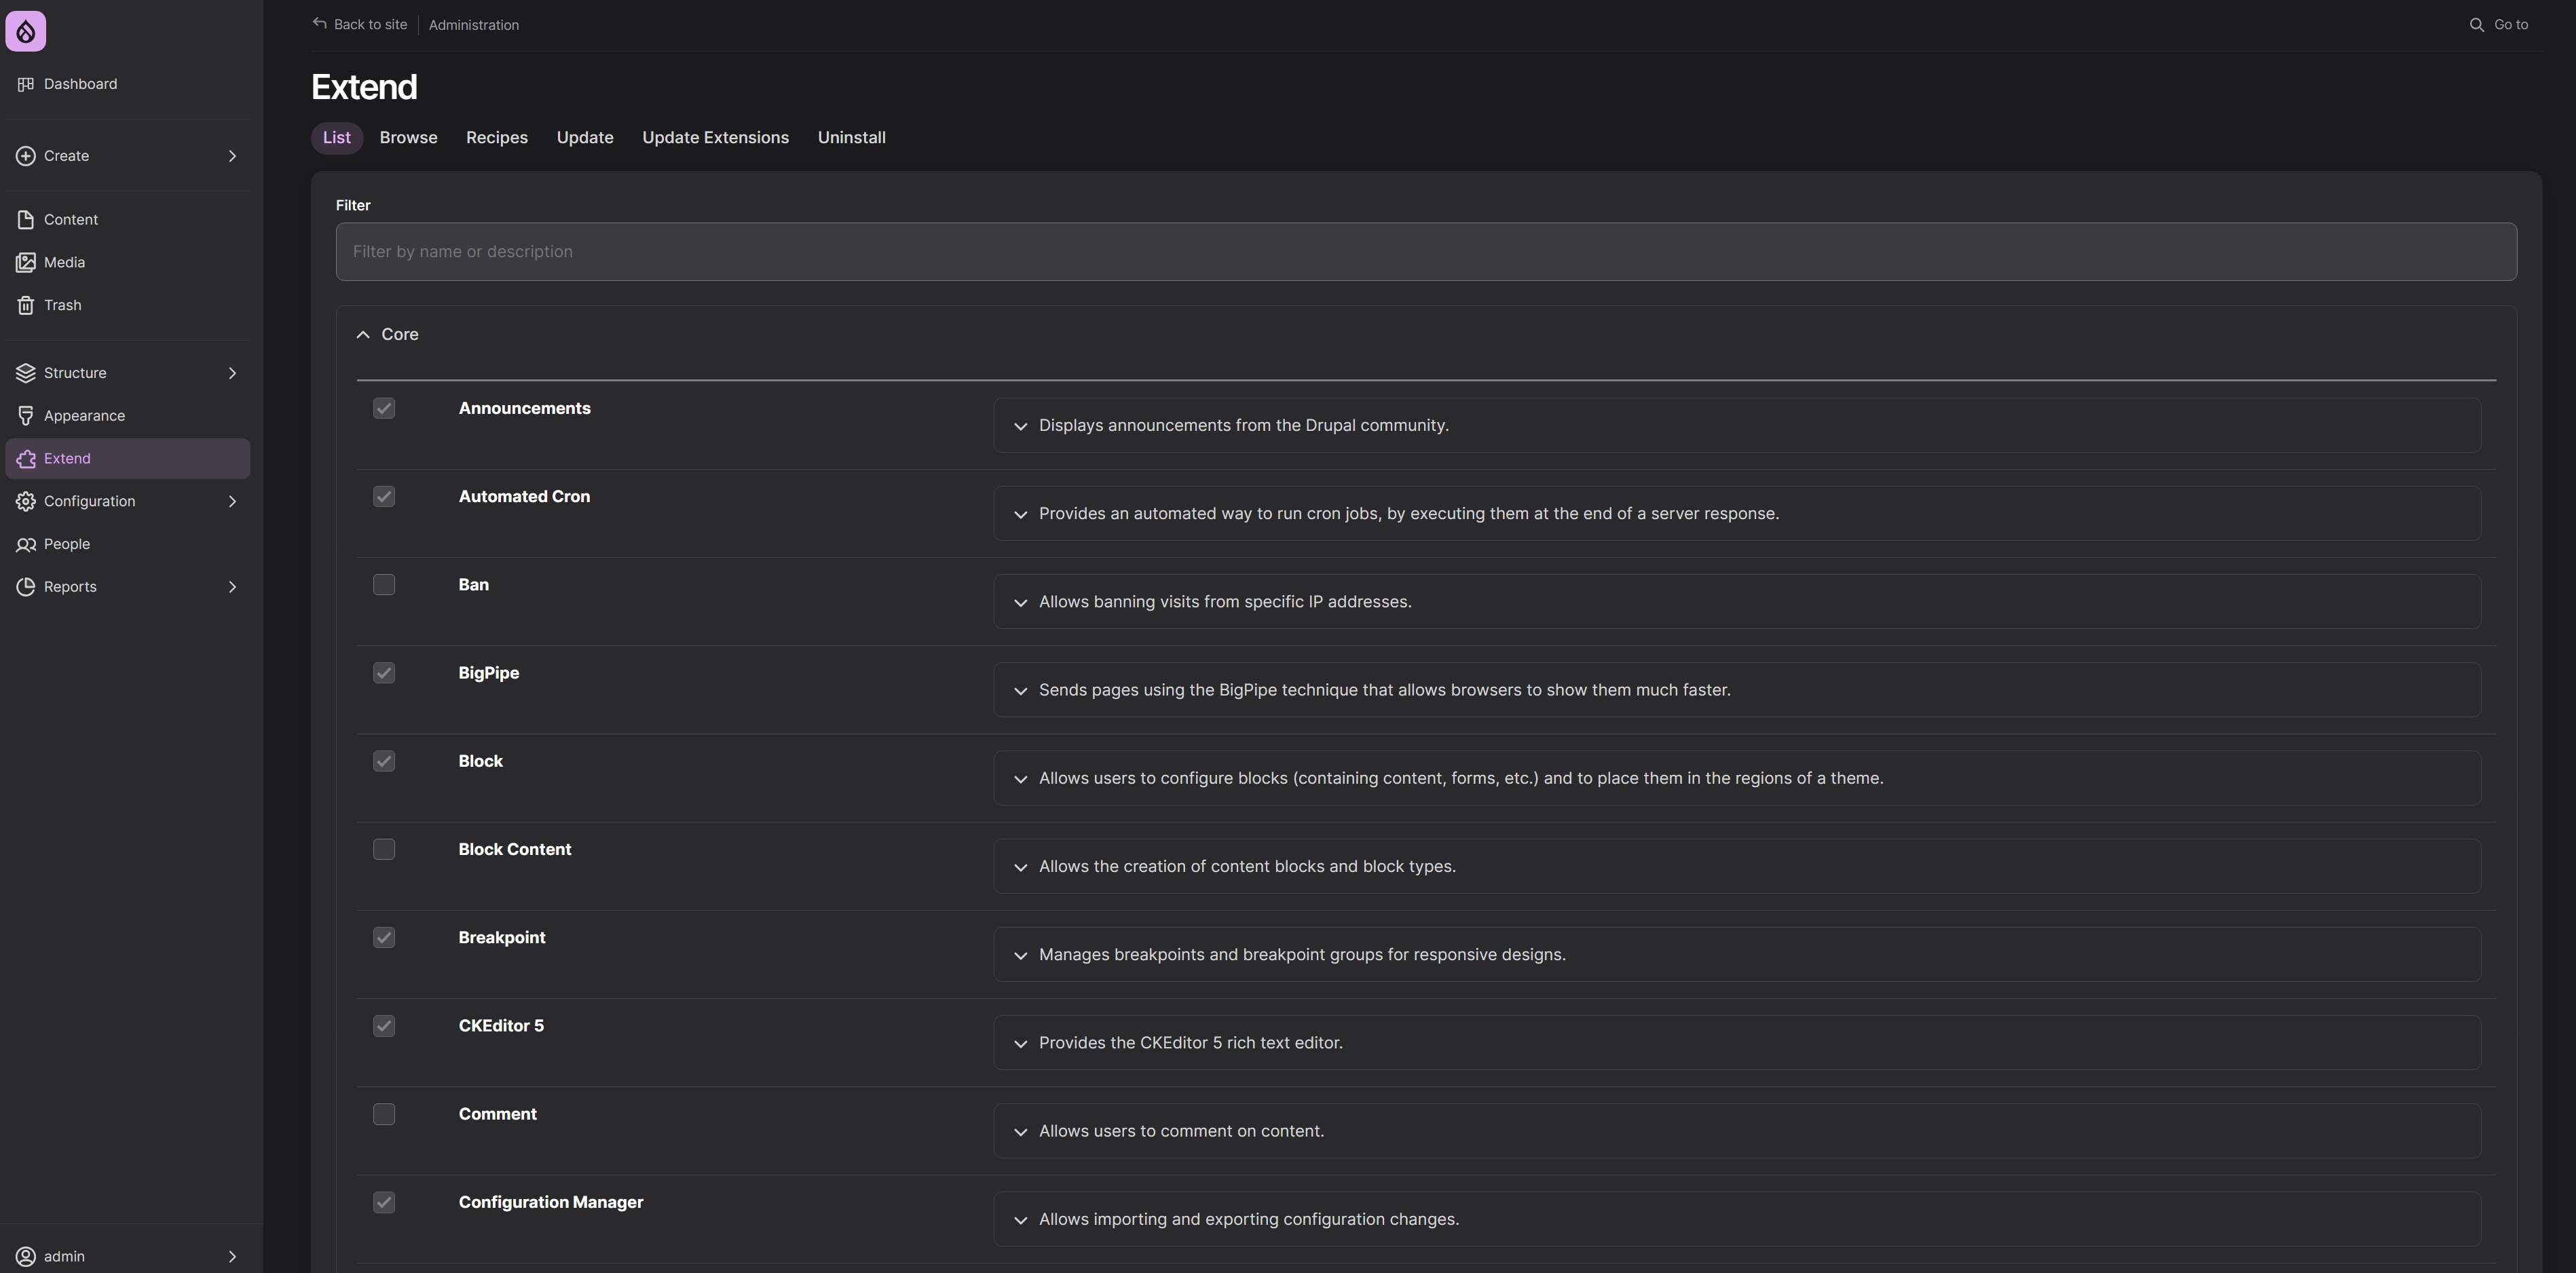 Dashboard
Create
Content
Media
Trash
Structure
Appearance
Extend
Configuration
People
Reports
admin
Back to site
Administration
Go to
Extend
List Browse Recipes Update Update Extensions Uninstall
Filter
Filter by name or description
Core
Announcements
Displays announcements from the Drupal community.
Automated Cron
Provides an automated way to run cron jobs, by executing them at the end of a server response.
Ban
Allows banning visits from specific IP addresses.
BigPipe
Sends pages using the BigPipe technique that allows browsers to show them much faster.
Block
Allows users to configure blocks (containing content, forms, etc.) and to place them in the regions of a theme.
Block Content
Allows the creation of content blocks and block types.
Breakpoint
Manages breakpoints and breakpoint groups for responsive designs.
CKEditor 5
Provides the CKEditor 5 rich text editor.
Comment
Allows users to comment on content.
Configuration Manager
Allows importing and exporting configuration changes.